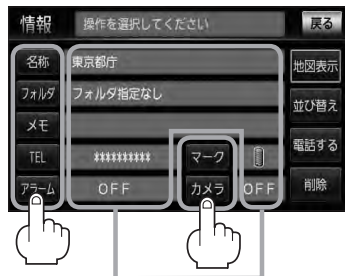 情報 操作を選択してください 戻る
名称 東京都庁 地図表示
フォルダ フォルダ指定なし 並び替え
メモ
TEL ********** マーク 電話する
アラーム OFF カメラ OFF 削除